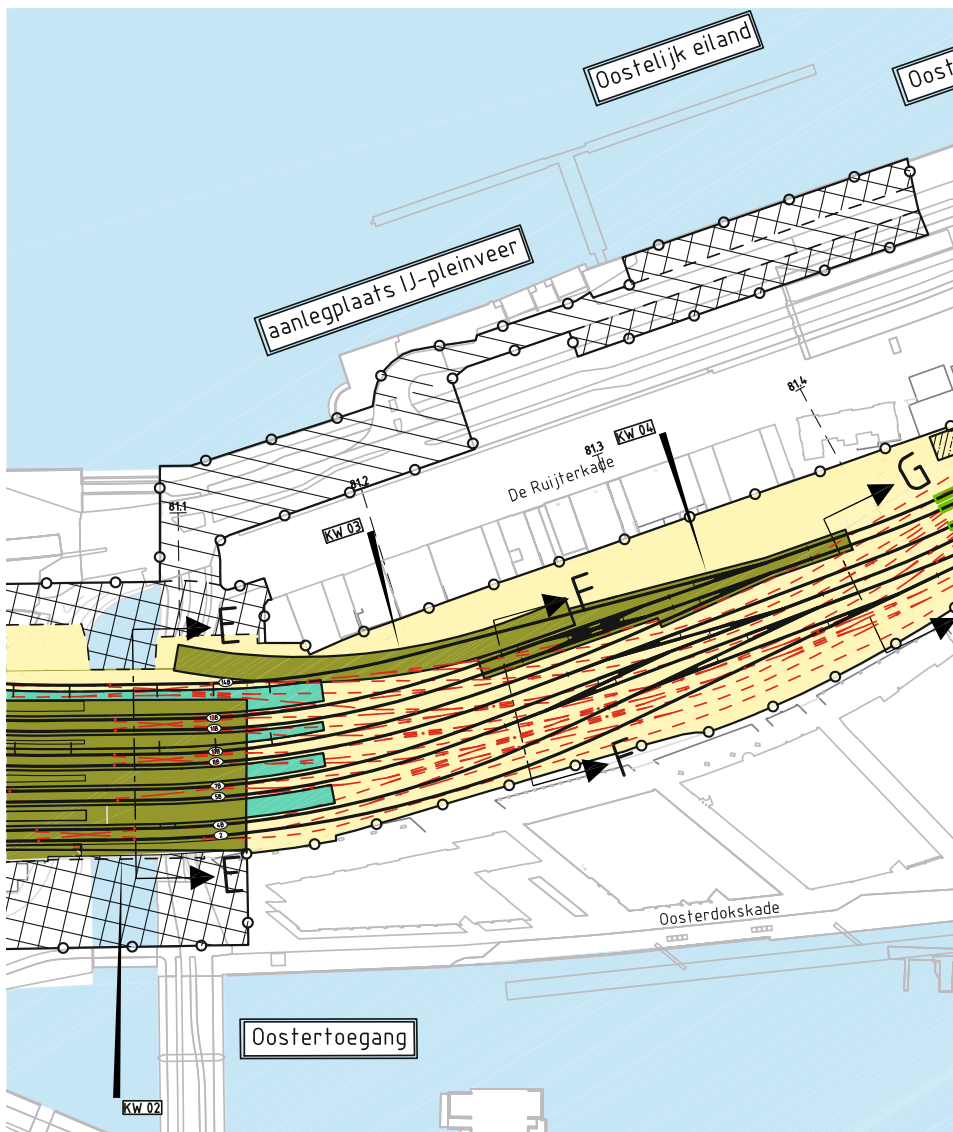 Oostelijk eiland
Oost
aanlegplaats IJ-pleinveer
81.4
KW 04
81.3
De Ruijterkade
81.2
81.1
KW 03
G
F
E
F
E
2
Oosterdokskade
Oostertoegang
KW 02